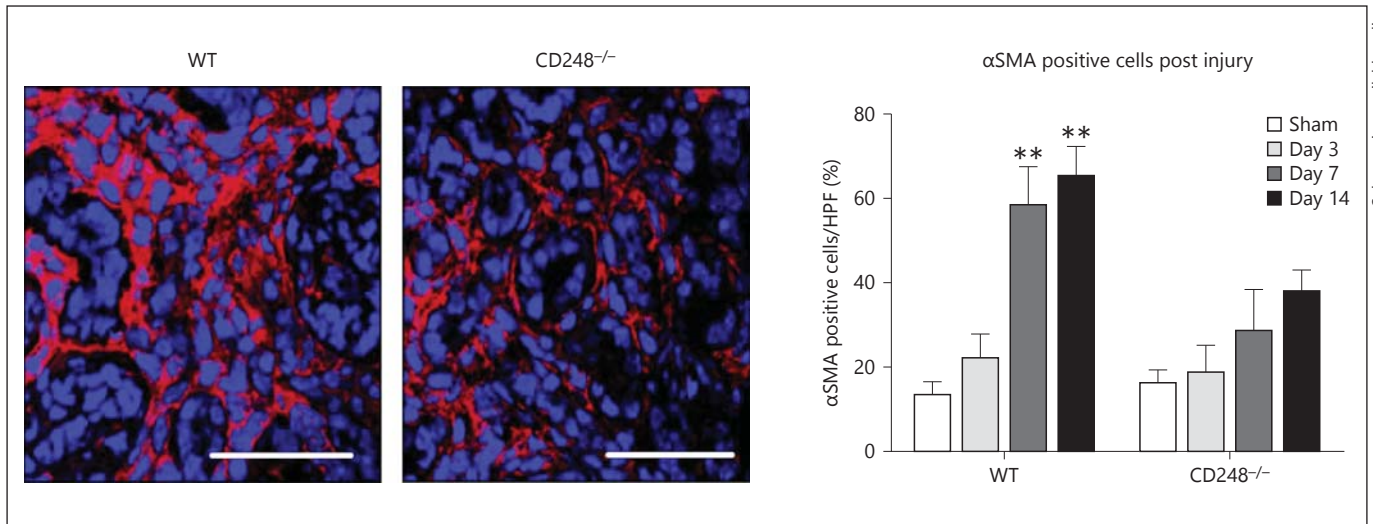 WT
CD248–/–
αSMA positive cells post injury
αSMA positive cells/HPF (%)
80
60
40
20
0
**
**
Sham
Day 3
Day 7
Day 14
WT
CD248–/–